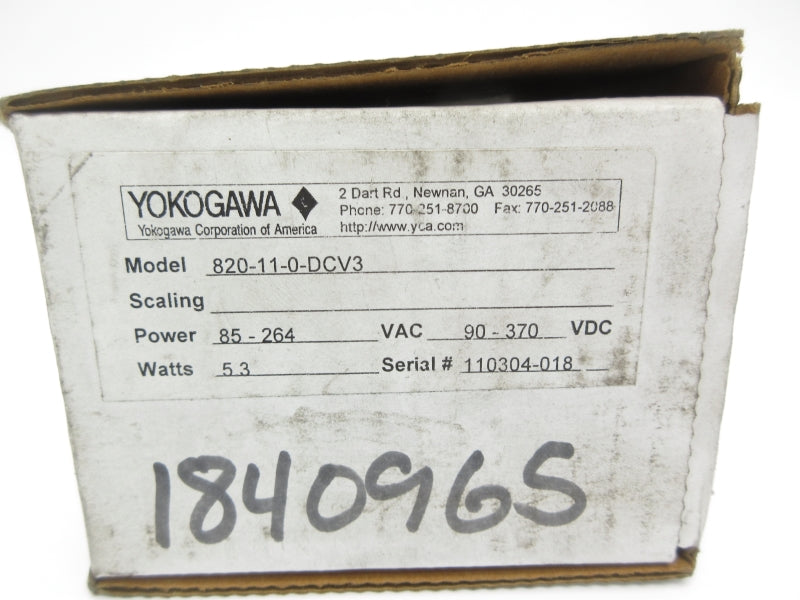 YOKOGAWA
Yokogawa Corporation of America
2 Dart Rd., Newnan, GA 30265
Phone: 770-251-8700 Fax: 770-251-2088
http://www.yca.com
Model 820-11-0-DCV3
Scaling
Power 85 - 264 VAC 90 - 370 VDC
Watts 5.3 Serial # 110304-018
1840965